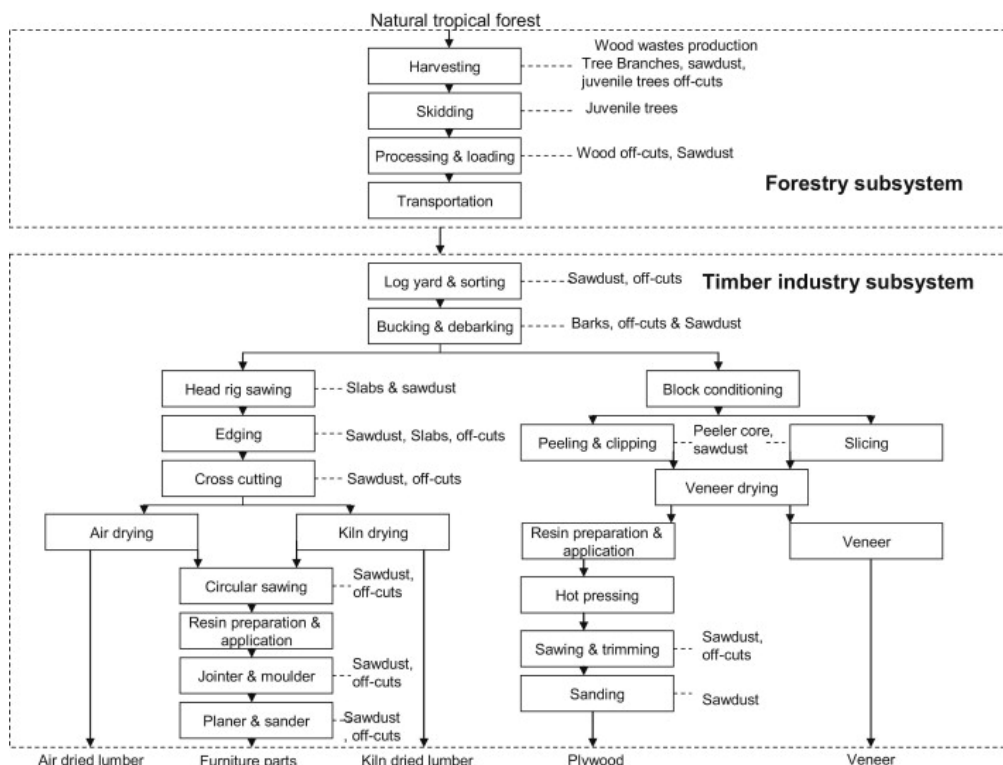 Natural tropical forest
Wood wastes production
Harvesting
Tree Branches, sawdust,
juvenile trees off-cuts
Skidding
Juvenile trees
Processing & loading
Wood off-cuts, Sawdust
Forestry subsystem
Transportation
Log yard & sorting
Sawdust, off-cuts
Timber industry subsystem
Bucking & debarking
Barks, off-cuts & Sawdust
Head rig sawing
Slabs & sawdust
Block conditioning
Edging
Sawdust, Slabs, off-cuts
Peeling & clipping
Peeler core,
sawdust
Slicing
Cross cutting
Sawdust, off-cuts
Veneer drying
Air drying
Kiln drying
Resin preparation &
application
Veneer
Circular sawing
Sawdust,
off-cuts
Hot pressing
Resin preparation &
application
Sawing & trimming
Sawdust,
off-cuts
Jointer & moulder
Sawdust,
off-cuts
Sanding
Sawdust
Planer & sander
Sawdust
, off-cuts
Air dried lumber
Furniture parts
Kiln dried lumber
Plywood
Veneer